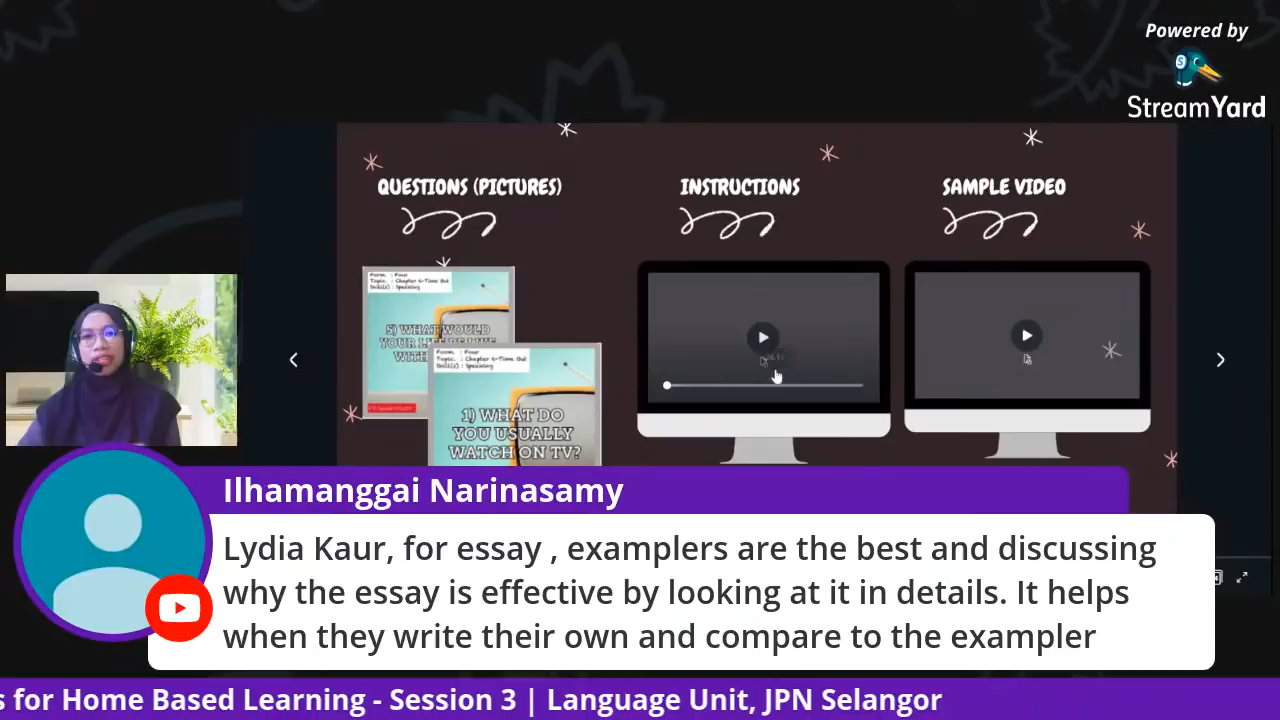 Powered by
StreamYard
QUESTIONS (PICTURES)
INSTRUCTIONS
SAMPLE VIDEO
Form : Four
Topic : Chapter 6-Time Out
Skill(s) : Speaking
5) WHAT WOULD
YOUR LIFE BE LIKE
Form : Four
Topic : Chapter 6-Time Out
Skill(s) : Speaking
1) WHAT DO
YOU USUALLY
WATCH ON TV?
Ilhamanggai Narinasamy
Lydia Kaur, for essay , examplers are the best and discussing
why the essay is effective by looking at it in details. It helps
when they write their own and compare to the exampler
s for Home Based Learning - Session 3 | Language Unit, JPN Selangor